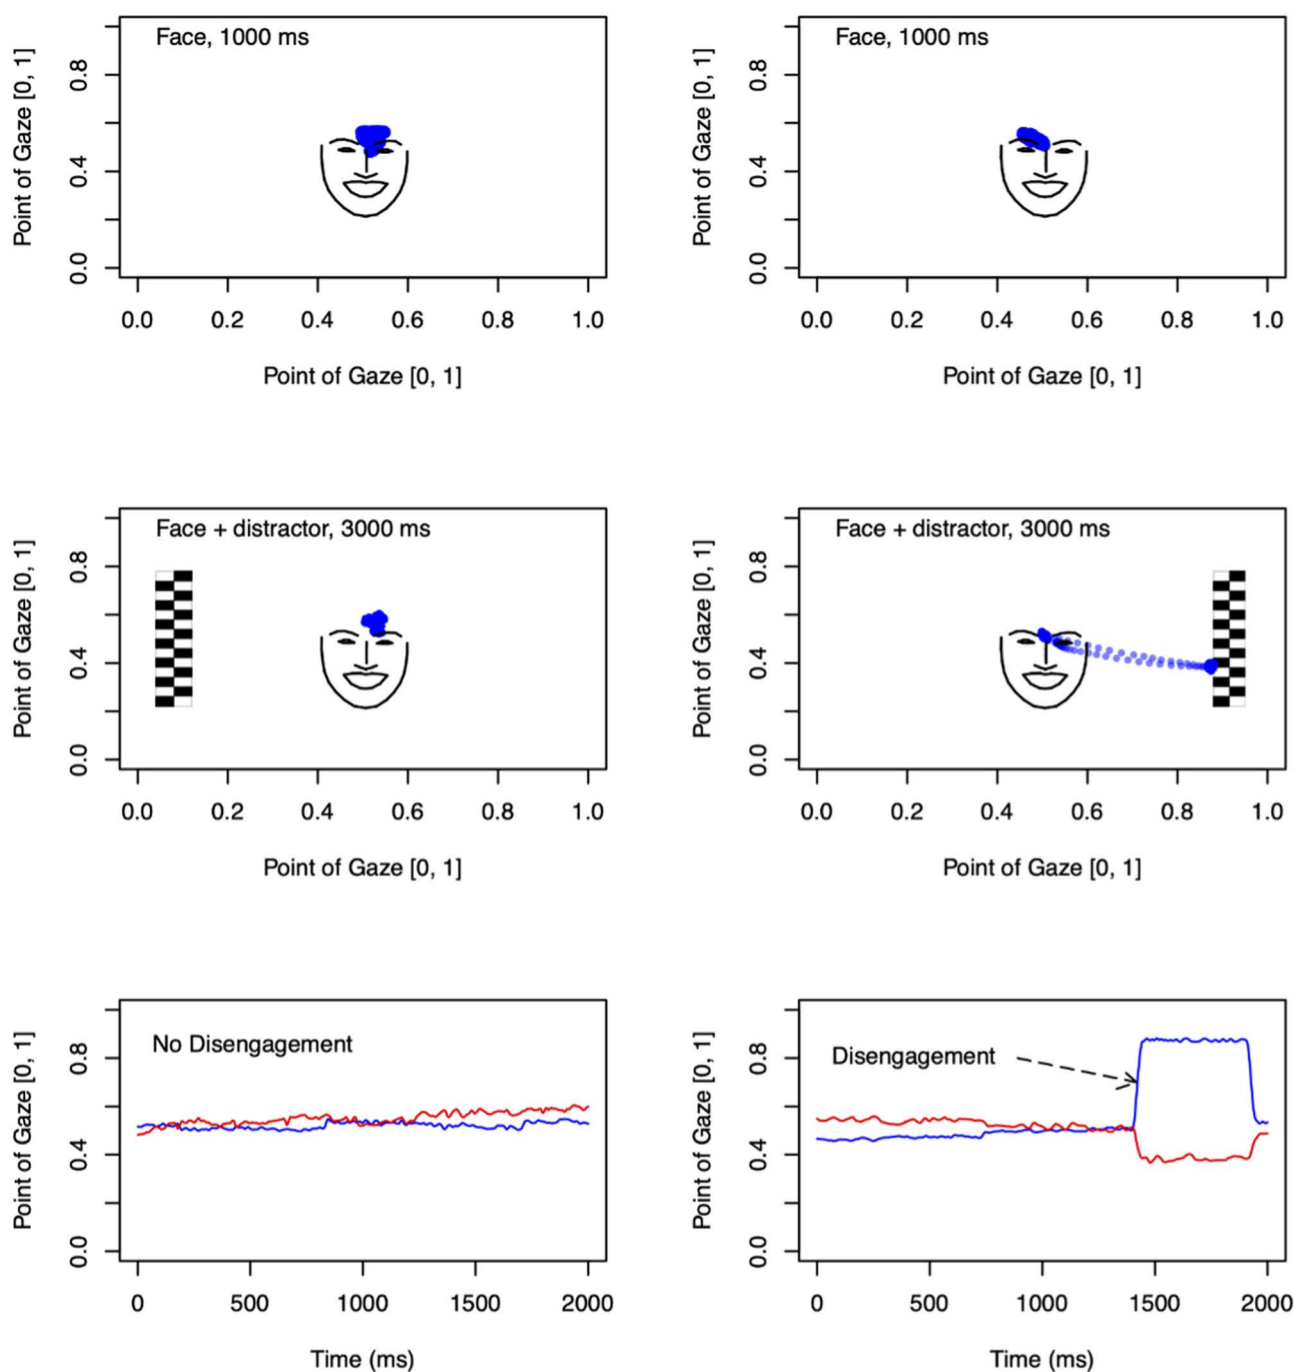 Face, 1000 ms
Point of Gaze [0, 1]
0.0 0.4 0.8
0.0 0.2 0.4 0.6 0.8 1.0
Point of Gaze [0, 1]
Face, 1000 ms
Point of Gaze [0, 1]
0.0 0.4 0.8
0.0 0.2 0.4 0.6 0.8 1.0
Point of Gaze [0, 1]
Face + distractor, 3000 ms
Point of Gaze [0, 1]
0.0 0.4 0.8
0.0 0.2 0.4 0.6 0.8 1.0
Point of Gaze [0, 1]
Face + distractor, 3000 ms
Point of Gaze [0, 1]
0.0 0.4 0.8
0.0 0.2 0.4 0.6 0.8 1.0
Point of Gaze [0, 1]
No Disengagement
Point of Gaze [0, 1]
0.0 0.4 0.8
0 500 1000 1500 2000
Time (ms)
Disengagement
Point of Gaze [0, 1]
0.0 0.4 0.8
0 500 1000 1500 2000
Time (ms)